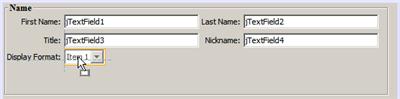 Name
First Name: jTextField1 Last Name: jTextField2
Title: jTextField3 Nickname: jTextField4
Display Format: Item 1